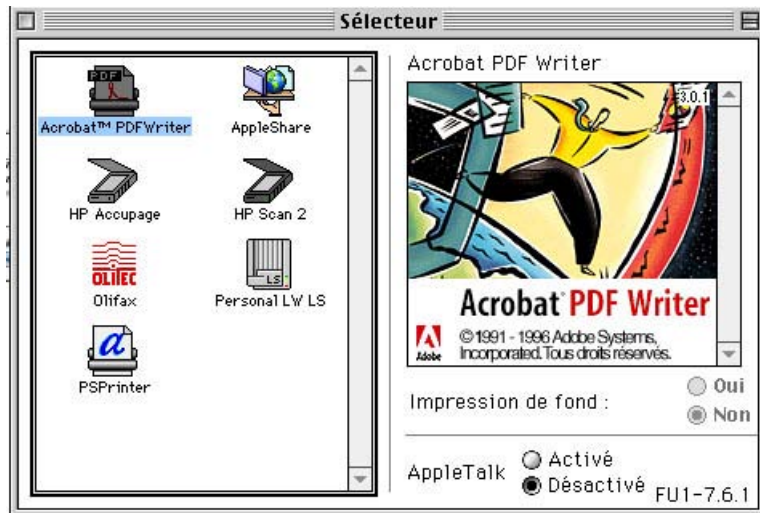 Sélecteur
PDF
Acrobat™ PDFWriter
AppleShare
HP Accupage
HP Scan 2
OLITEC
Olifax
LS
Personal LW LS
a
PSPrinter
Acrobat PDF Writer
3.0.1
Acrobat® PDF Writer
Adobe
©1991 - 1996 Adobe Systems,
Incorporated. Tous droits réservés.
Impression de fond :
Oui
Non
AppleTalk
Activé
Désactivé
FU1-7.6.1